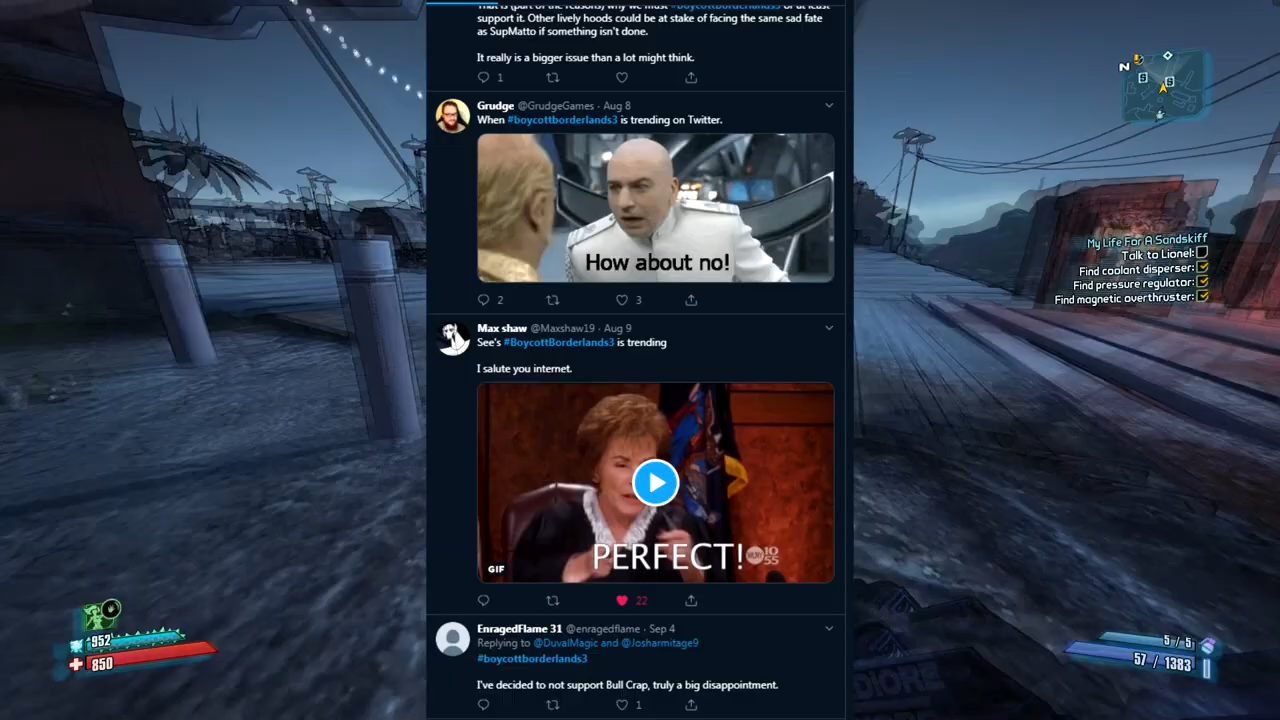 That is (part of the reasons) why we must #boycottborderlands3 or at least
support it. Other lively hoods could be at stake of facing the same sad fate
as SupMatto if something isn't done.
It really is a bigger issue than a lot might think.
1
Grudge @GrudgeGames · Aug 8
When #boycottborderlands3 is trending on Twitter.
How about no!
2 3
Max shaw @Maxshaw19 · Aug 9
See's #BoycottBorderlands3 is trending
I salute you internet.
PERFECT!
10
55
GIF
22
EnragedFlame 31 @enragedflame · Sep 4
Replying to @DuvalMagic and @Josharmitage9
#boycottborderlands3
I've decided to not support Bull Crap, truly a big disappointment.
1
N
My Life For A Sandskiff
Talk to Lionel:
Find coolant disperser:
Find pressure regulator:
Find magnetic overthruster:
952
850
5 / 5
57 / 1383